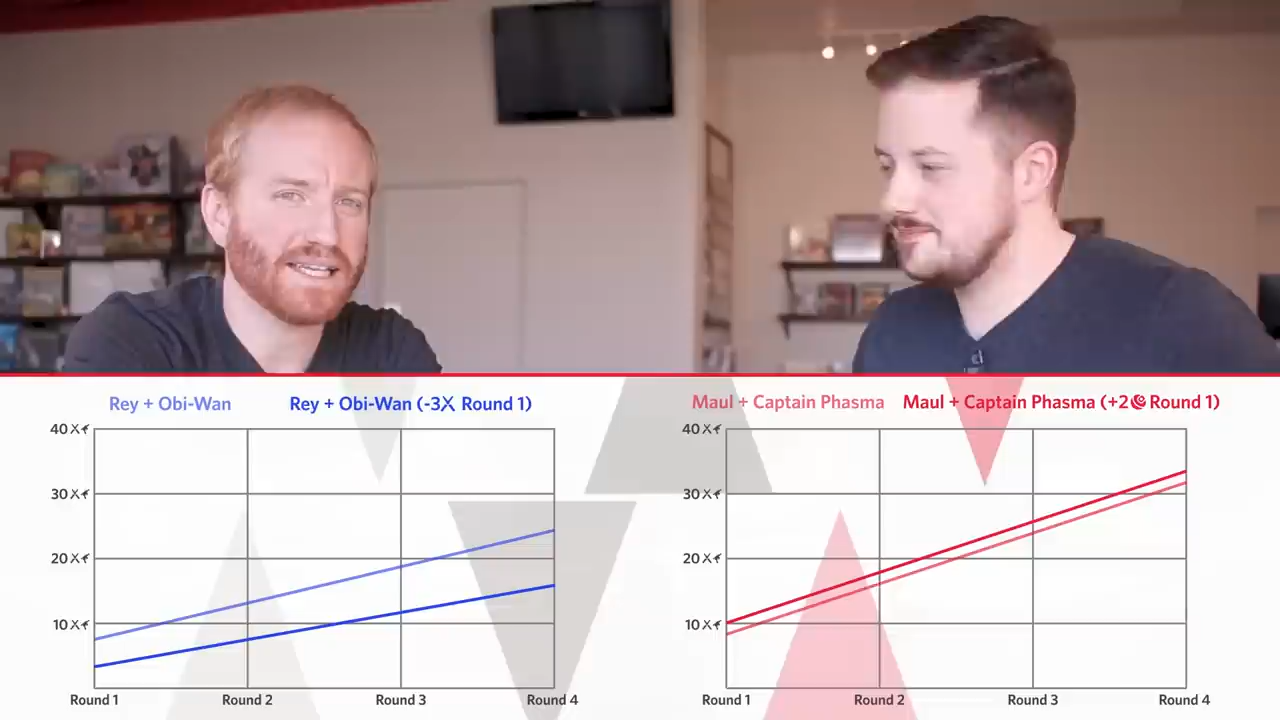 Rey + Obi-Wan
Rey + Obi-Wan (-3X Round 1)
40
30
20
10
Round 1
Round 2
Round 3
Round 4
Maul + Captain Phasma
Maul + Captain Phasma (+2 Round 1)
40
30
20
10
Round 1
Round 2
Round 3
Round 4